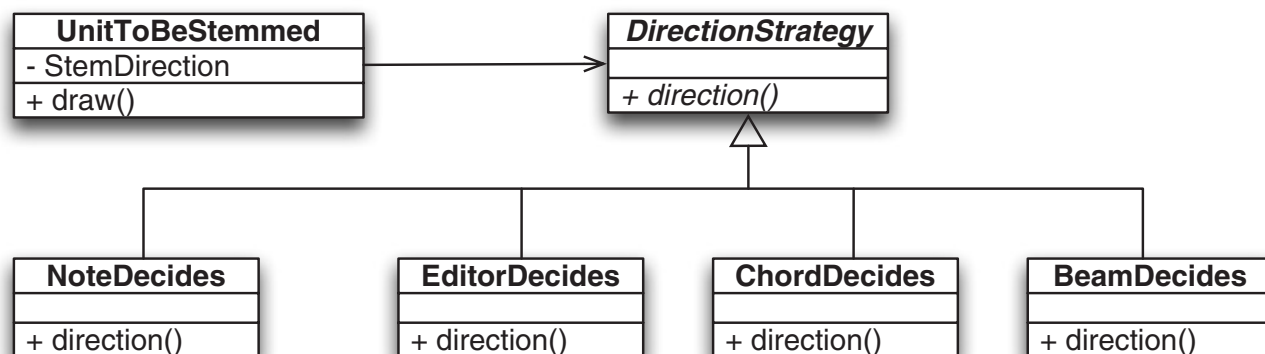 UnitToBeStemmed
- StemDirection
+ draw()
DirectionStrategy
+ direction()
NoteDecides
+ direction()
EditorDecides
+ direction()
ChordDecides
+ direction()
BeamDecides
+ direction()